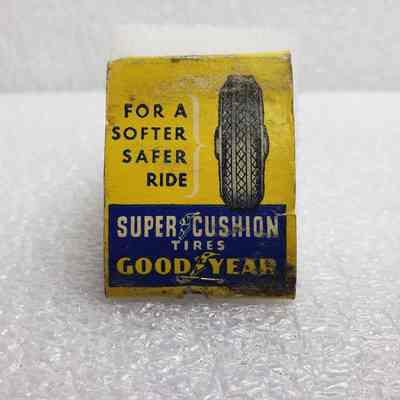 FOR A
SOFTER
SAFER
RIDE
SUPER CUSHION
TIRES
GOOD YEAR